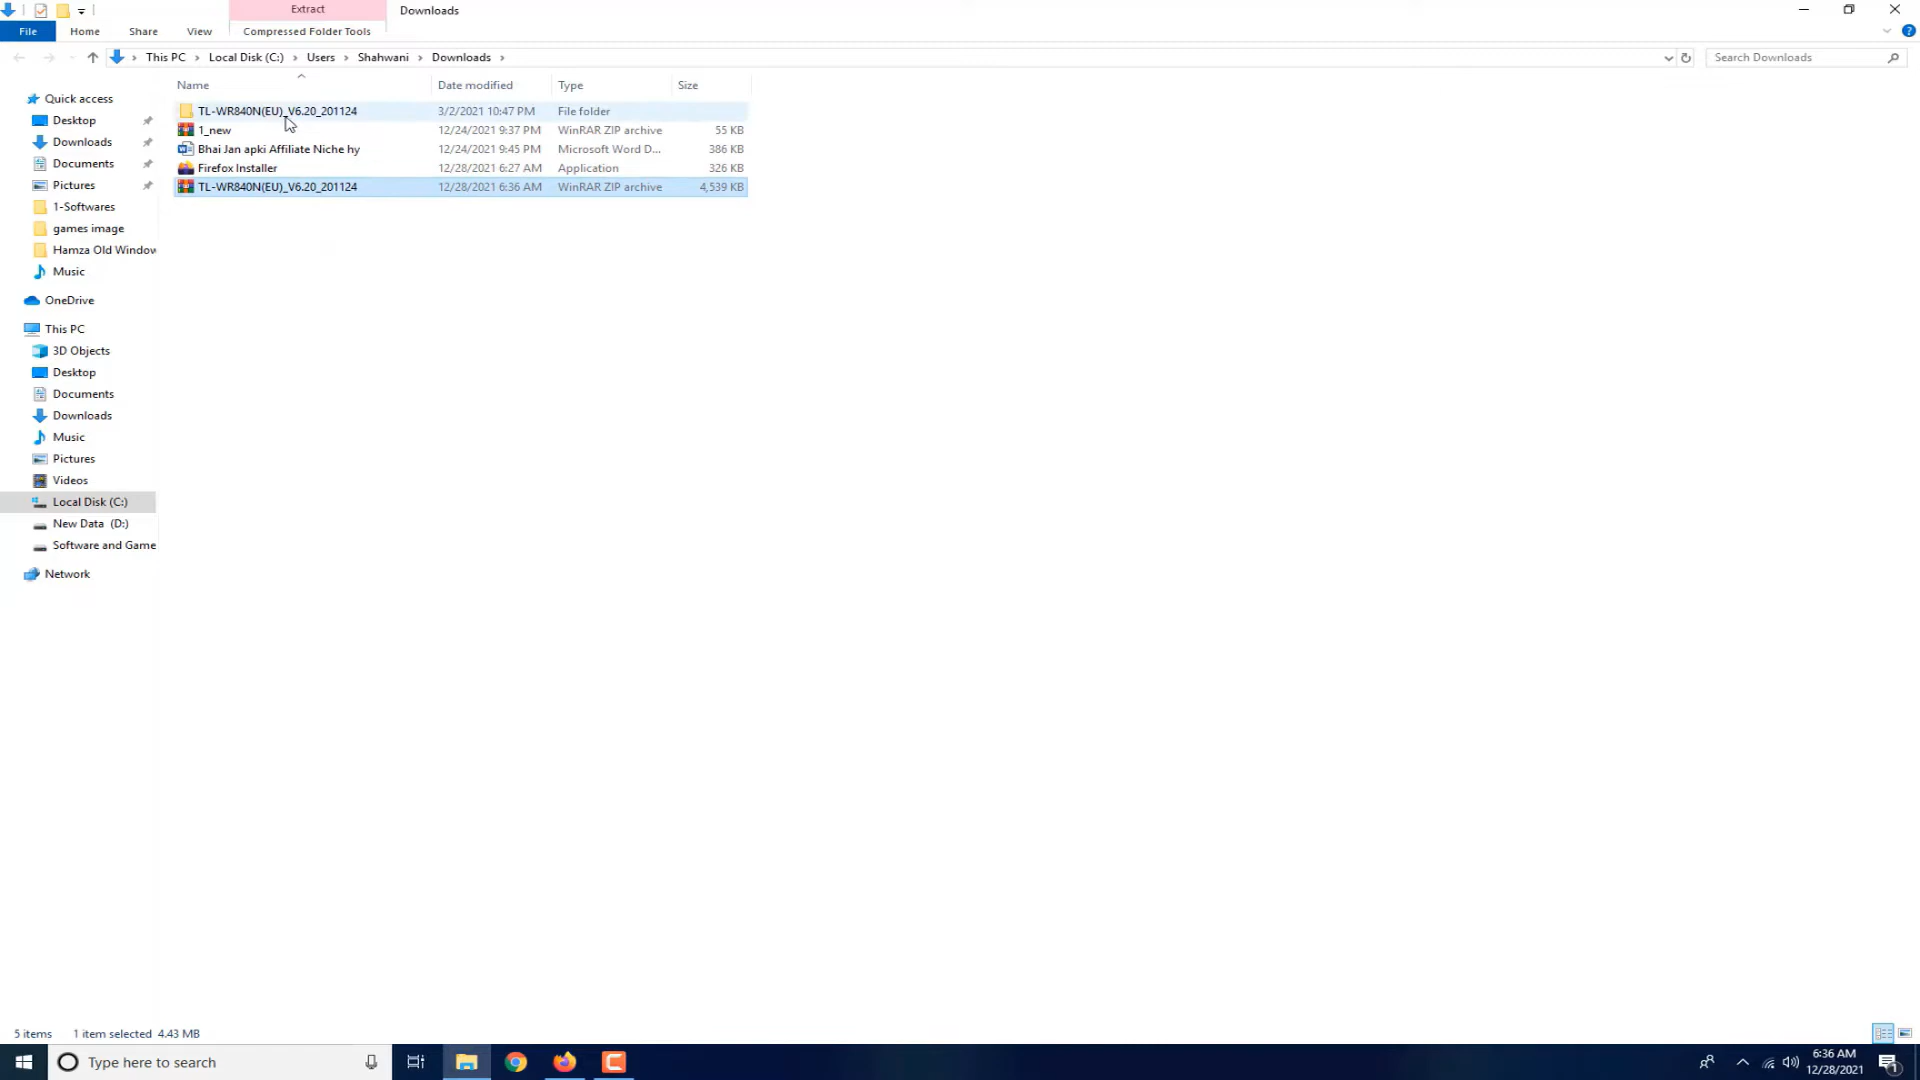 Extract
Downloads
File
Home
Share
View
Compressed Folder Tools
This PC
Local Disk (C:)
Users
Shahwani
Downloads
Search Downloads
Name
Date modified
Type
Size
TL-WR840N(EU)_V6.20_201124
3/2/2021 10:47 PM
File folder
1_new
12/24/2021 9:37 PM
WinRAR ZIP archive
55 KB
Bhai Jan apki Affiliate Niche hy
12/24/2021 9:45 PM
Microsoft Word D...
386 KB
Firefox Installer
12/28/2021 6:27 AM
Application
326 KB
TL-WR840N(EU)_V6.20_201124
12/28/2021 6:36 AM
WinRAR ZIP archive
4,539 KB
Quick access
Desktop
Downloads
Documents
Pictures
1-Softwares
games image
Hamza Old Window
Music
OneDrive
This PC
3D Objects
Desktop
Documents
Downloads
Music
Pictures
Videos
Local Disk (C:)
New Data (D:)
Software and Game
Network
5 items
1 item selected 4.43 MB
Type here to search
6:36 AM
12/28/2021
1